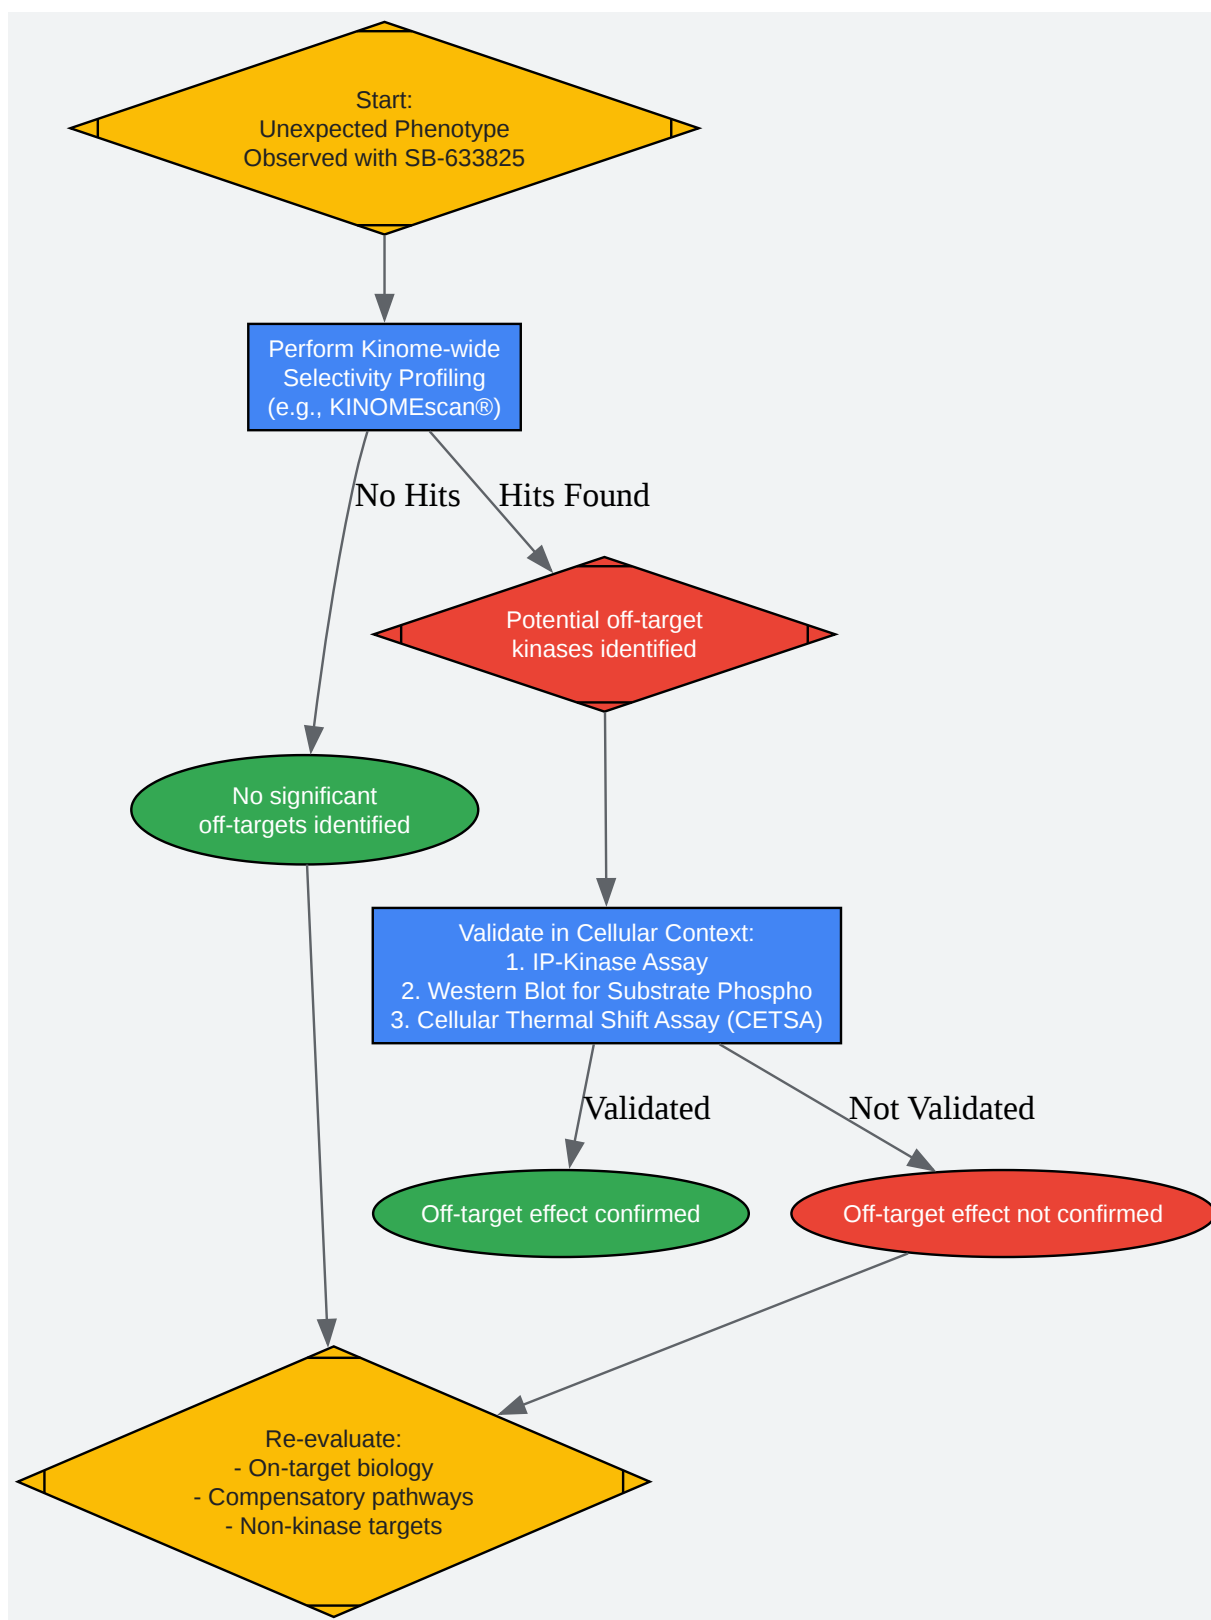 Start:
Unexpected Phenotype
Observed with SB-633825
Perform Kinome-wide
Selectivity Profiling
(e.g., KINOMEscan®)
No Hits
Hits Found
Potential off-target
kinases identified
No significant
off-targets identified
Validate in Cellular Context:
1. IP-Kinase Assay
2. Western Blot for Substrate Phospho
3. Cellular Thermal Shift Assay (CETSA)
Validated
Not Validated
Off-target effect confirmed
Off-target effect not confirmed
Re-evaluate:
- On-target biology
- Compensatory pathways
- Non-kinase targets